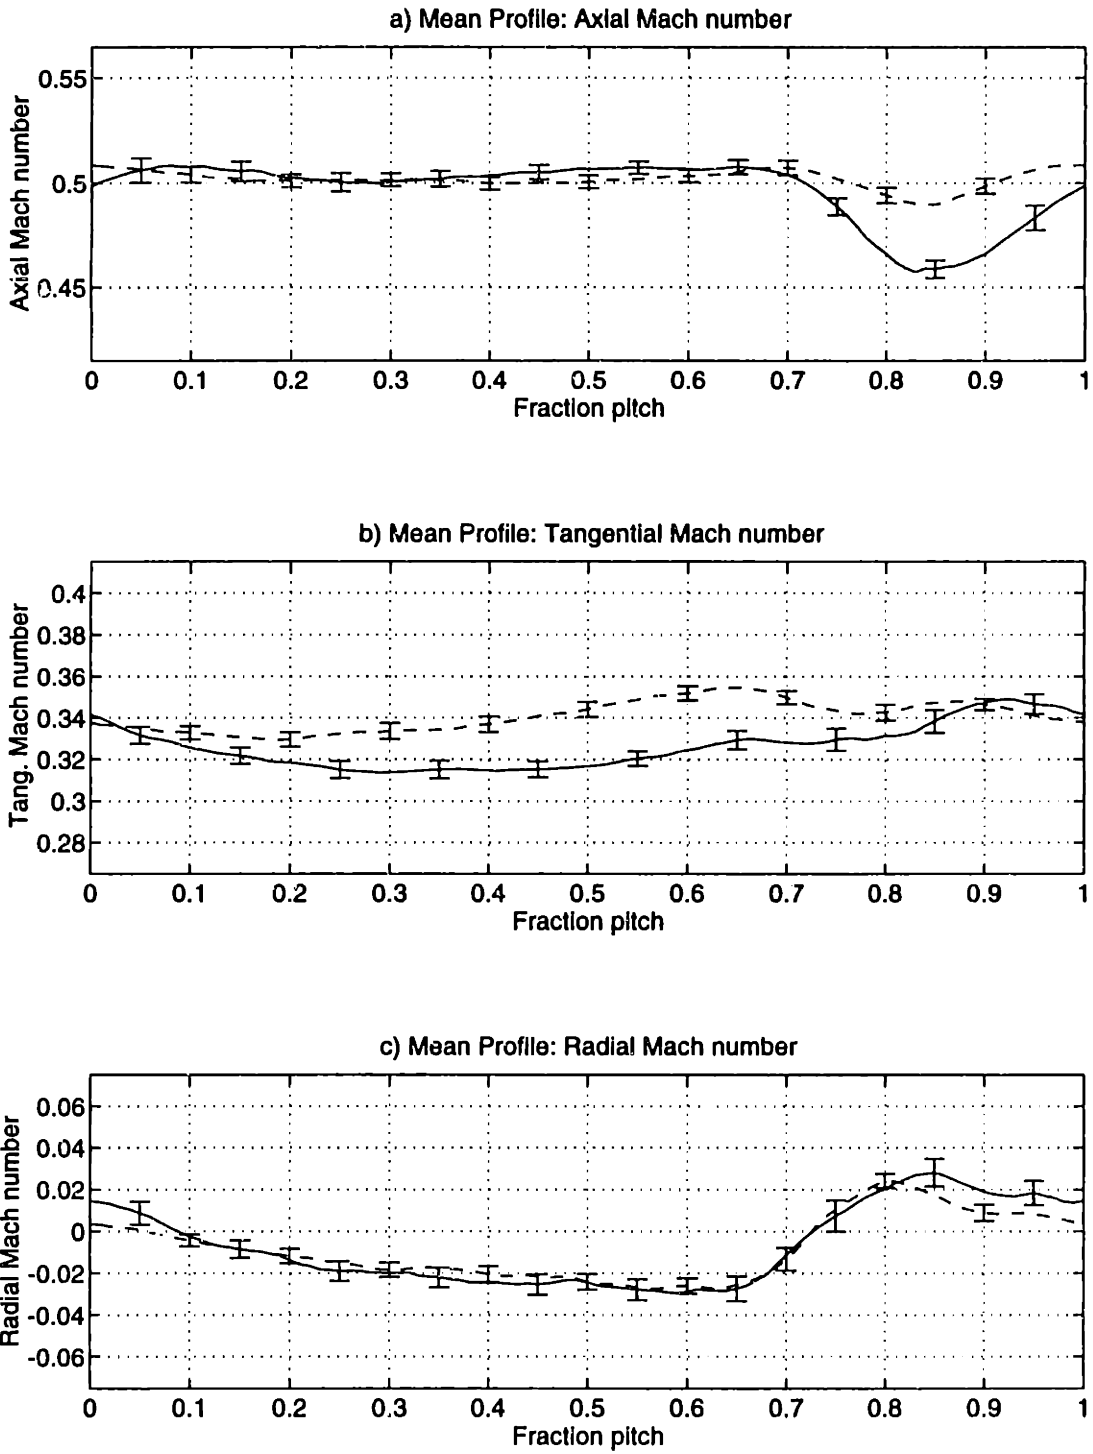 a) Mean Profile: Axial Mach number
Axial Mach number
0.55
0.5
0.45
0 0.1 0.2 0.3 0.4 0.5 0.6 0.7 0.8 0.9 1
Fraction pitch
b) Mean Profile: Tangential Mach number
Tang. Mach number
0.4
0.38
0.36
0.34
0.32
0.3
0.28
0 0.1 0.2 0.3 0.4 0.5 0.6 0.7 0.8 0.9 1
Fraction pitch
c) Mean Profile: Radial Mach number
Radial Mach number
0.06
0.04
0.02
0
-0.02
-0.04
-0.06
0 0.1 0.2 0.3 0.4 0.5 0.6 0.7 0.8 0.9 1
Fraction pitch